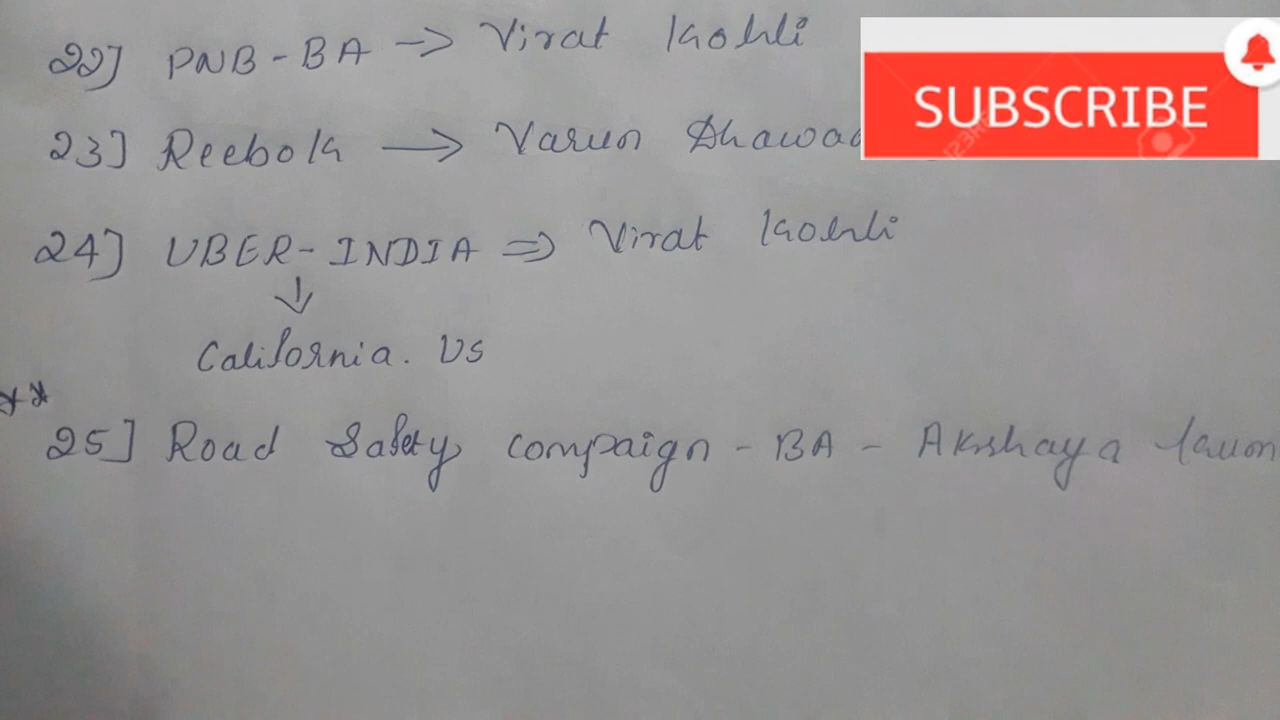 22] PNB-BA → Virat Kohli
SUBSCRIBE
23] Reebok → Varun Dhawa
24] UBER-INDIA ⇒ Virat Kohli
↓
California. US
**
25] Road Safety compaign - BA - Akshaya